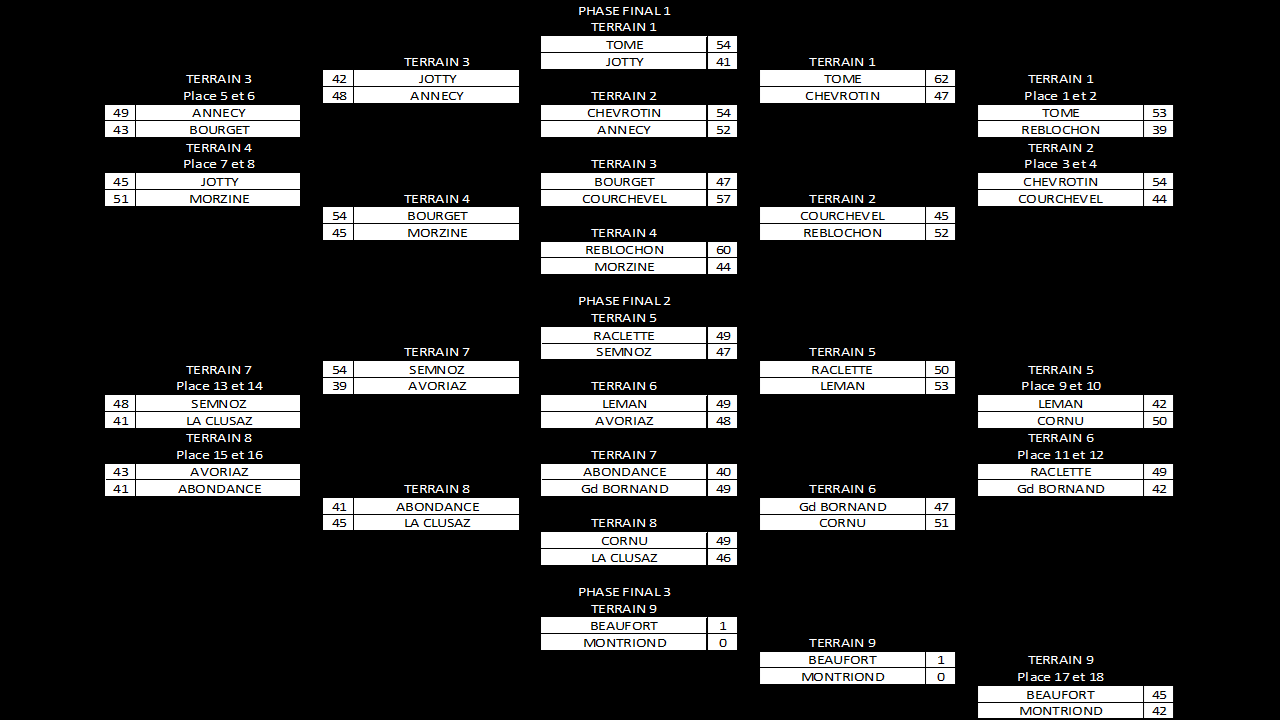 PHASE FINAL 1
TERRAIN 1
TOME 54
JOTTY 41
TERRAIN 3
42 JOTTY
48 ANNECY
TERRAIN 1
TOME 62
CHEVROTIN 47
TERRAIN 3
Place 5 et 6
49 ANNECY
43 BOURGET
TERRAIN 2
CHEVROTIN 54
ANNECY 52
TERRAIN 1
Place 1 et 2
TOME 53
REBLOCHON 39
TERRAIN 4
Place 7 et 8
45 JOTTY
51 MORZINE
TERRAIN 3
BOURGET 47
COURCHEVEL 57
TERRAIN 2
Place 3 et 4
CHEVROTIN 54
COURCHEVEL 44
TERRAIN 4
54 BOURGET
45 MORZINE
TERRAIN 2
COURCHEVEL 45
REBLOCHON 52
TERRAIN 4
REBLOCHON 60
MORZINE 44
PHASE FINAL 2
TERRAIN 5
RACLETTE 49
SEMNOZ 47
TERRAIN 7
54 SEMNOZ
39 AVORIAZ
TERRAIN 5
RACLETTE 50
LEMAN 53
TERRAIN 7
Place 13 et 14
48 SEMNOZ
41 LA CLUSAZ
TERRAIN 6
LEMAN 49
AVORIAZ 48
TERRAIN 5
Place 9 et 10
LEMAN 42
CORNU 50
TERRAIN 8
Place 15 et 16
43 AVORIAZ
41 ABONDANCE
TERRAIN 7
ABONDANCE 40
Gd BORNAND 49
TERRAIN 6
Place 11 et 12
RACLETTE 49
Gd BORNAND 42
TERRAIN 8
41 ABONDANCE
45 LA CLUSAZ
TERRAIN 6
Gd BORNAND 47
CORNU 51
TERRAIN 8
CORNU 49
LA CLUSAZ 46
PHASE FINAL 3
TERRAIN 9
BEAUFORT 1
MONTRIOND 0
TERRAIN 9
BEAUFORT 1
MONTRIOND 0
TERRAIN 9
Place 17 et 18
BEAUFORT 45
MONTRIOND 42